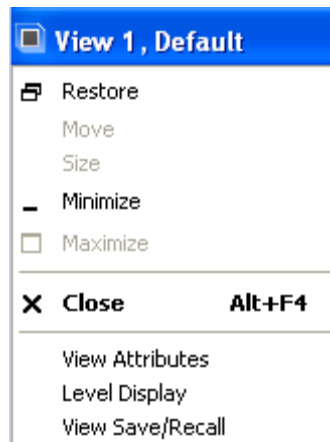 View 1 , Default
Restore
Move
Size
Minimize
Maximize
Close Alt+F4
View Attributes
Level Display
View Save/Recall